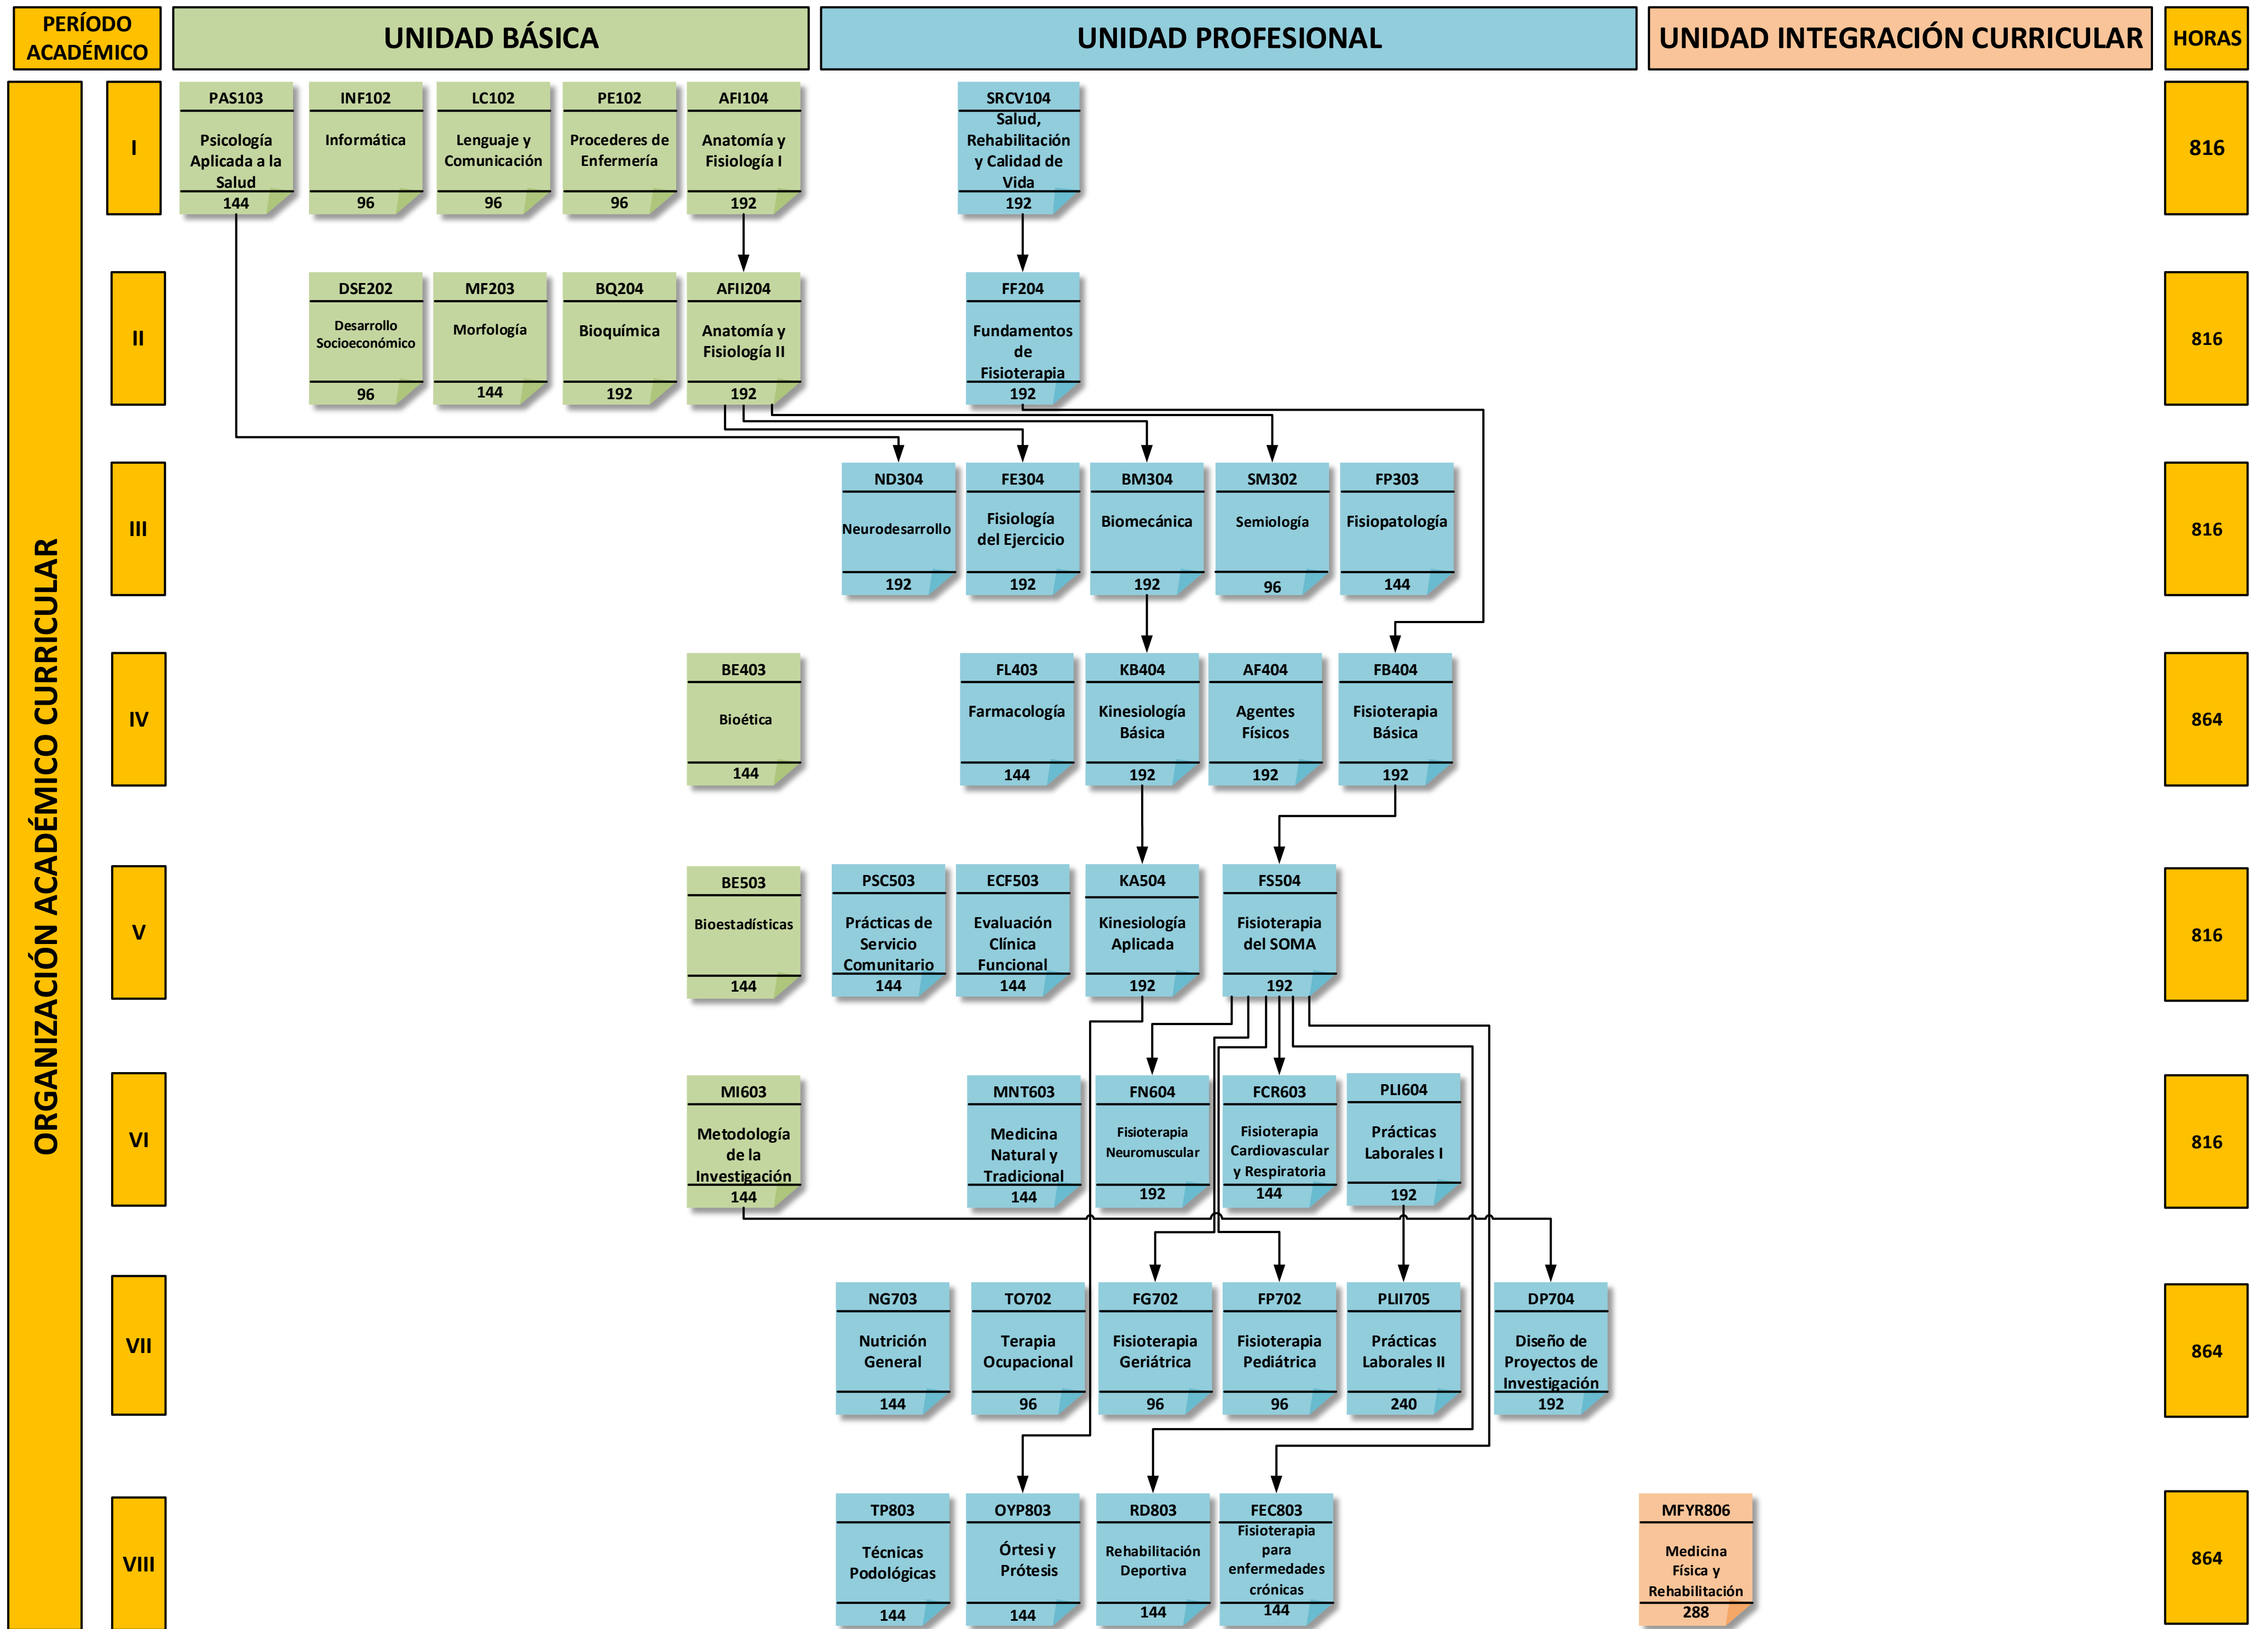 PERÍODO
ACADÉMICO
UNIDAD BÁSICA
UNIDAD PROFESIONAL
UNIDAD INTEGRACIÓN CURRICULAR
HORAS
ORGANIZACIÓN ACADÉMICO CURRICULAR
I
PAS103
Psicología
Aplicada a la
Salud
144
INF102
Informática
96
LC102
Lenguaje y
Comunicación
96
PE102
Procederes de
Enfermería
96
AFI104
Anatomía y
Fisiología I
192
SRCV104
Salud,
Rehabilitación
y Calidad de
Vida
192
816
II
DSE202
Desarrollo
Socioeconómico
96
MF203
Morfología
144
BQ204
Bioquímica
192
AFII204
Anatomía y
Fisiología II
192
FF204
Fundamentos
de
Fisioterapia
192
816
III
ND304
Neurodesarrollo
192
FE304
Fisiología
del Ejercicio
192
BM304
Biomecánica
192
SM302
Semiología
96
FP303
Fisiopatología
144
816
IV
BE403
Bioética
144
FL403
Farmacología
144
KB404
Kinesiología
Básica
192
AF404
Agentes
Físicos
192
FB404
Fisioterapia
Básica
192
864
V
BE503
Bioestadísticas
144
PSC503
Prácticas de
Servicio
Comunitario
144
ECF503
Evaluación
Clínica
Funcional
144
KA504
Kinesiología
Aplicada
192
FS504
Fisioterapia
del SOMA
192
816
VI
MI603
Metodología
de la
Investigación
144
MNT603
Medicina
Natural y
Tradicional
144
FN604
Fisioterapia
Neuromuscular
192
FCR603
Fisioterapia
Cardiovascular
y Respiratoria
144
PLI604
Prácticas
Laborales I
192
816
VII
NG703
Nutrición
General
144
TO702
Terapia
Ocupacional
96
FG702
Fisioterapia
Geriátrica
96
FP702
Fisioterapia
Pediátrica
96
PLII705
Prácticas
Laborales II
240
DP704
Diseño de
Proyectos de
Investigación
192
864
VIII
TP803
Técnicas
Podológicas
144
OYP803
Órtesi y
Prótesis
144
RD803
Rehabilitación
Deportiva
144
FEC803
Fisioterapia
para
enfermedades
crónicas
144
MFYR806
Medicina
Física y
Rehabilitación
288
864